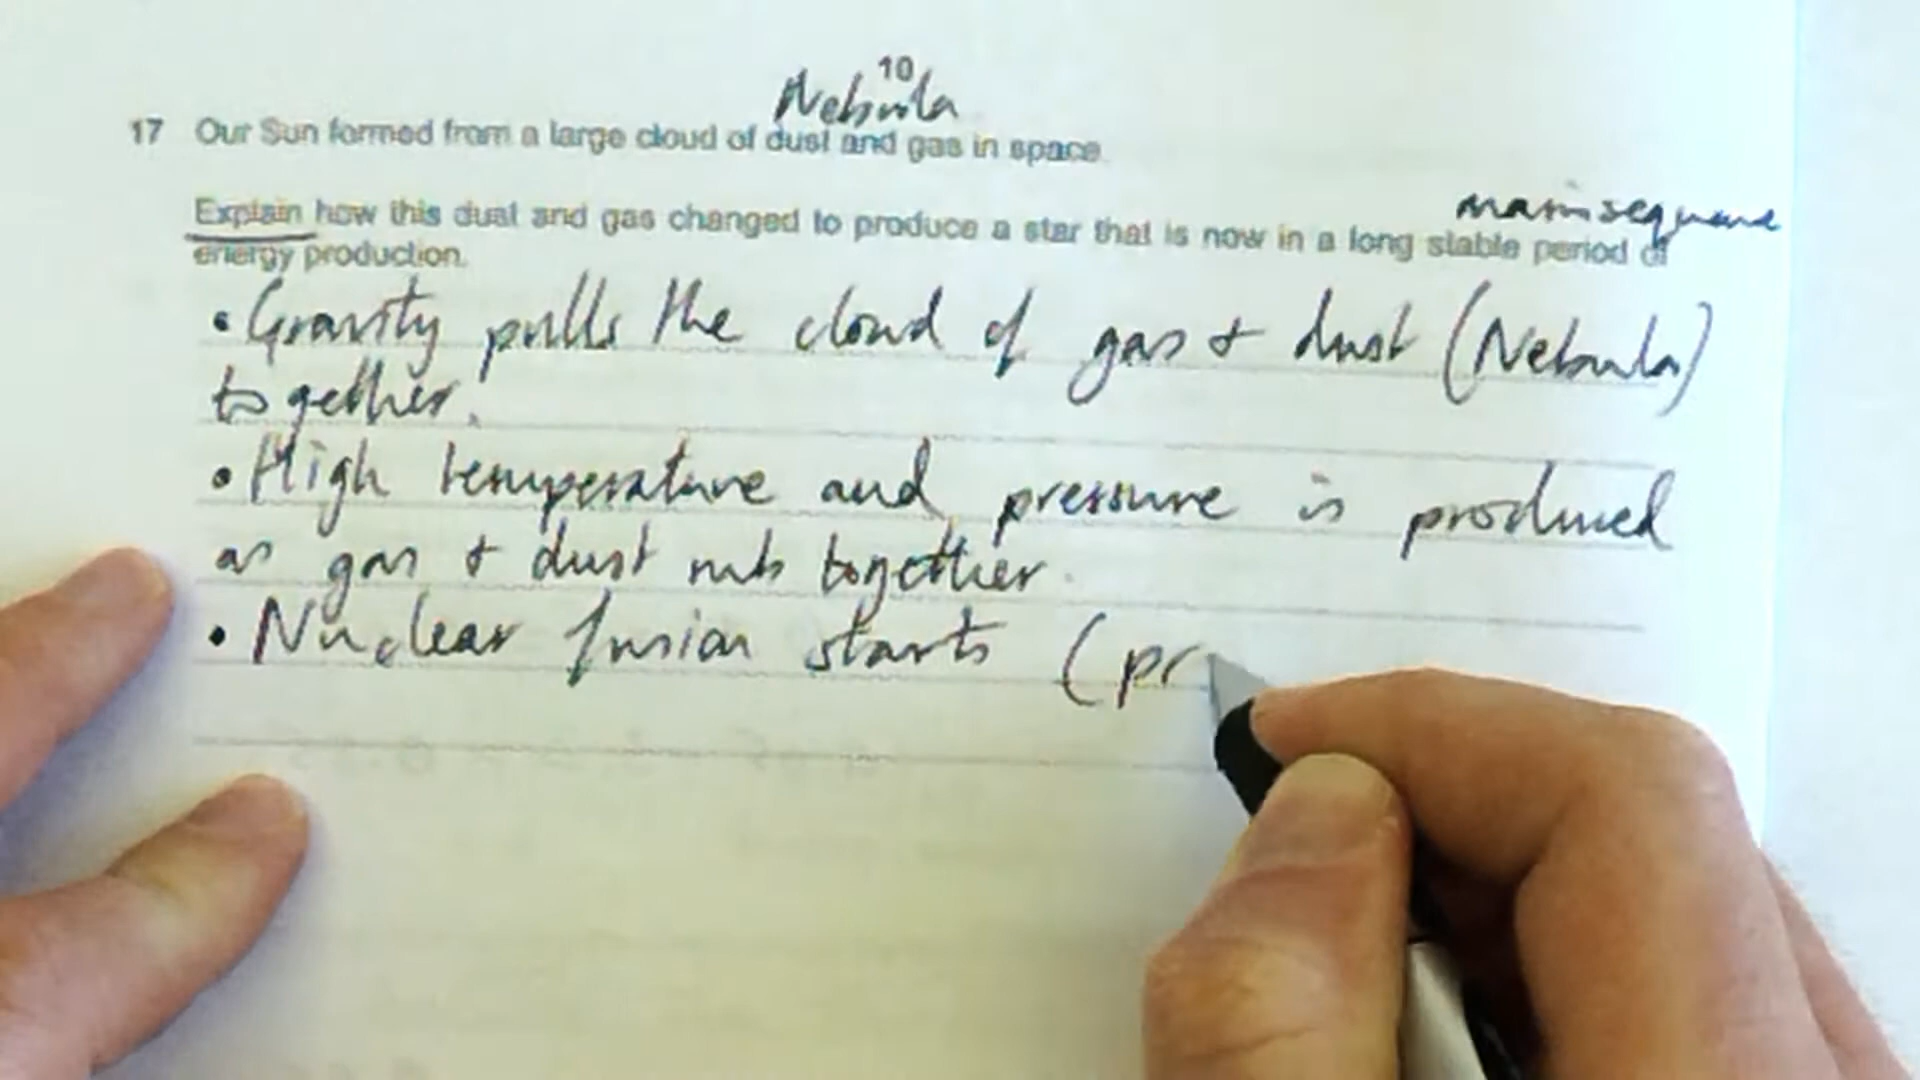 10
Nebula
17 Our Sun formed from a large cloud of dust and gas in space.
main sequence
Explain how this dust and gas changed to produce a star that is now in a long stable period of
energy production.
• Gravity pulls the cloud of gas + dust (Nebula)
together.
• High temperature and pressure is produced
as gas + dust rub together.
• Nuclear fusion starts (pr